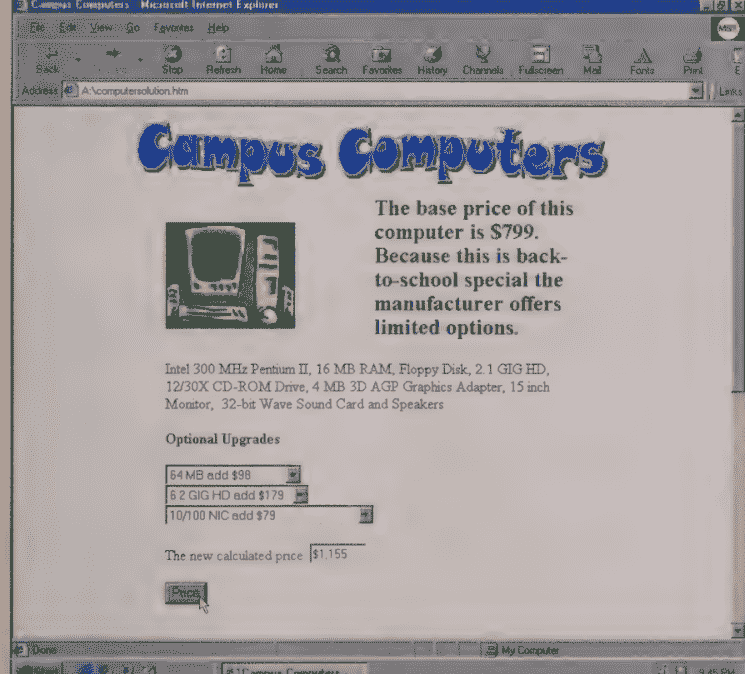 Campus Computers - Microsoft Internet Explorer
File Edit View Go Favorites Help
Back Stop Refresh Home Search Favorites History Channels Fullscreen Mail Fonts Print E
Address A:\computersolution.htm Links
Campus Computers
The base price of this
computer is $799.
Because this is back-
to-school special the
manufacturer offers
limited options.
Intel 300 MHz Pentium II, 16 MB RAM, Floppy Disk, 2.1 GIG HD,
12/30X CD-ROM Drive, 4 MB 3D AGP Graphics Adapter, 15 inch
Monitor, 32-bit Wave Sound Card and Speakers
Optional Upgrades
64 MB add $98
6.2 GIG HD add $179
10/100 NIC add $79
The new calculated price $1,155
Price
Done My Computer
Campus Computers - 9:45 PM